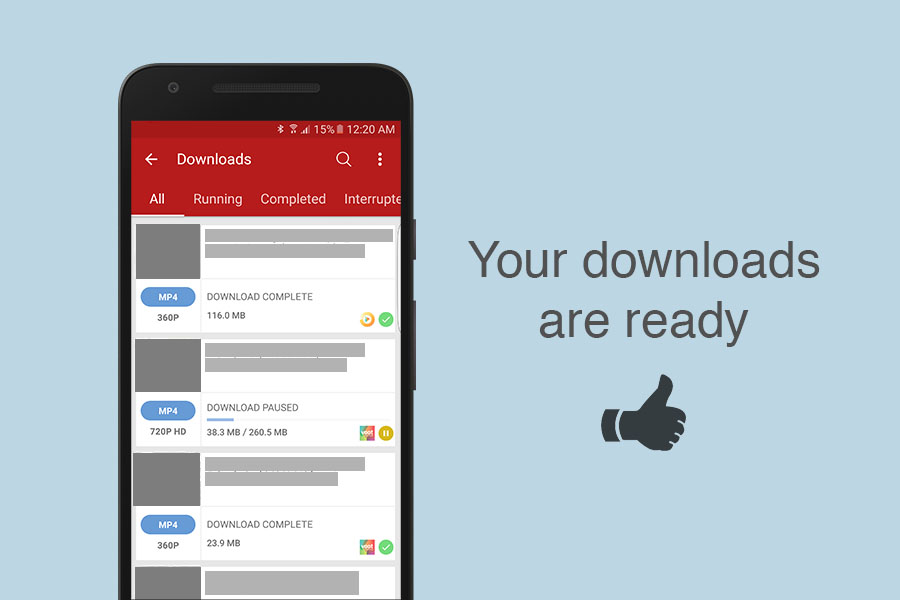 15% 12:20 AM
Downloads
All Running Completed Interrupte
MP4
360P
DOWNLOAD COMPLETE
116.0 MB
MP4
720P HD
DOWNLOAD PAUSED
38.3 MB / 260.5 MB
MP4
360P
DOWNLOAD COMPLETE
23.9 MB
Your downloads
are ready